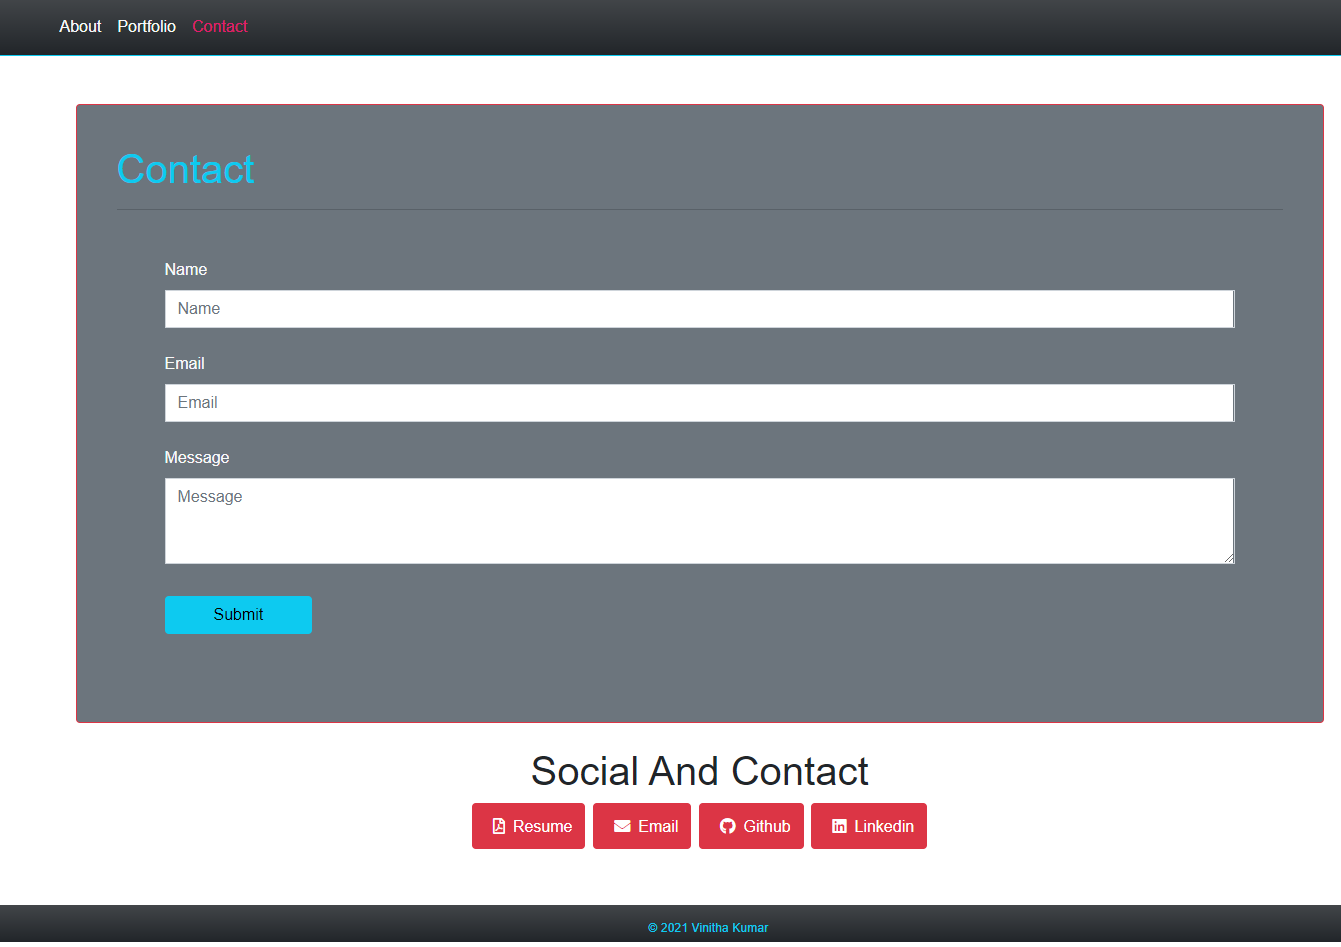 About Portfolio Contact
Contact
Name
Name
Email
Email
Message
Message
Submit
Social And Contact
Resume Email Github Linkedin
© 2021 Vinitha Kumar